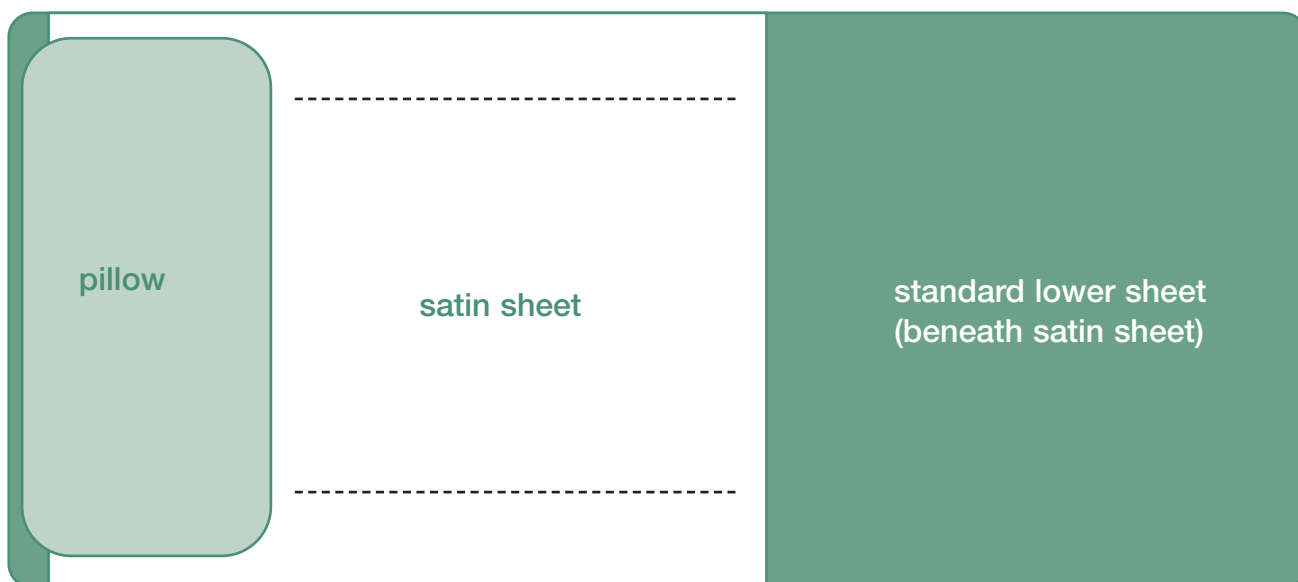 pillow
satin sheet
standard lower sheet
(beneath satin sheet)